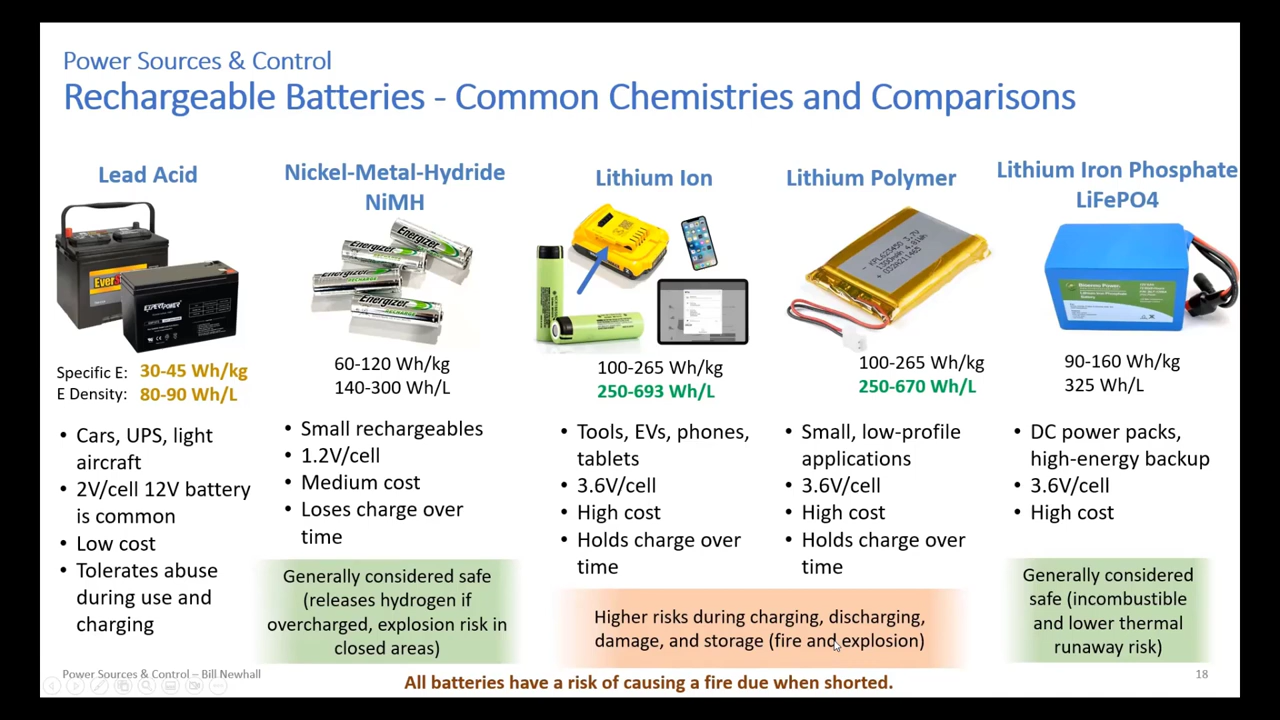 Power Sources & Control
Rechargeable Batteries - Common Chemistries and Comparisons
Lead Acid
Specific E: 30-45 Wh/kg
E Density: 80-90 Wh/L
• Cars, UPS, light
aircraft
• 2V/cell 12V battery
is common
• Low cost
• Tolerates abuse
during use and
charging
Nickel-Metal-Hydride
NiMH
Energizer
Energizer
Energizer
Energizer
60-120 Wh/kg
140-300 Wh/L
• Small rechargeables
• 1.2V/cell
• Medium cost
• Loses charge over
time
Generally considered safe
(releases hydrogen if
overcharged, explosion risk in
closed areas)
Lithium Ion
100-265 Wh/kg
250-693 Wh/L
• Tools, EVs, phones,
tablets
• 3.6V/cell
• High cost
• Holds charge over
time
Lithium Polymer
100-265 Wh/kg
250-670 Wh/L
• Small, low-profile
applications
• 3.6V/cell
• High cost
• Holds charge over
time
Higher risks during charging, discharging,
damage, and storage (fire and explosion)
Lithium Iron Phosphate
LiFePO4
90-160 Wh/kg
325 Wh/L
• DC power packs,
high-energy backup
• 3.6V/cell
• High cost
Generally considered
safe (incombustible
and lower thermal
runaway risk)
Power Sources & Control – Bill Newhall
18
All batteries have a risk of causing a fire due when shorted.